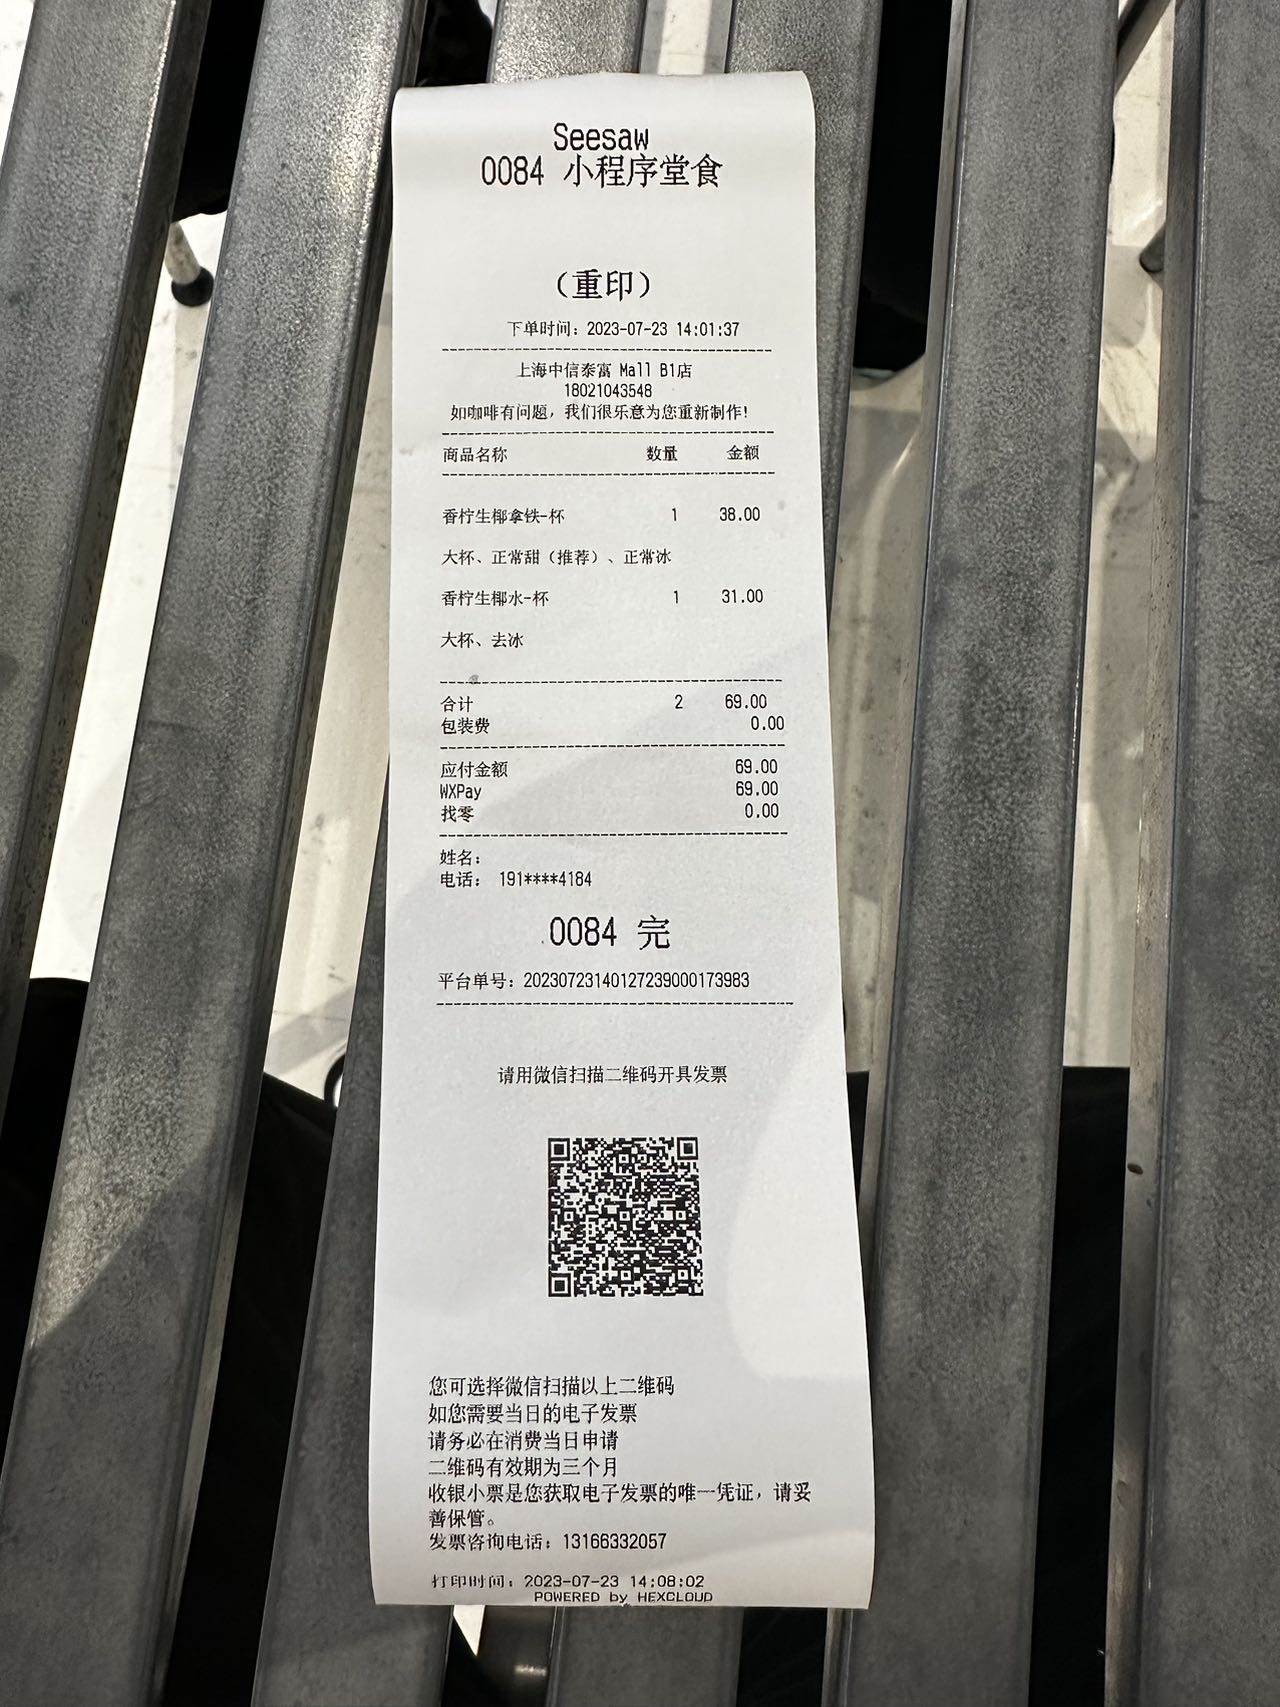 Seesaw
0084 小程序堂食
（重印）
下单时间：2023-07-23 14:01:37
上海中信泰富 Mall B1店
18021043548
如咖啡有问题，我们很乐意为您重新制作！
商品名称 数量 金额
香柠生椰拿铁-杯 1 38.00
大杯、正常甜（推荐）、正常冰
香柠生椰水-杯 1 31.00
大杯、去冰
合计 2 69.00
包装费 0.00
应付金额 69.00
WXPay 69.00
找零 0.00
姓名：
电话： 191****4184
0084 完
平台单号：20230723140127239000173983
请用微信扫描二维码开具发票
您可选择微信扫描以上二维码
如您需要当日的电子发票
请务必在消费当日申请
二维码有效期为三个月
收银小票是您获取电子发票的唯一凭证，请妥
善保管。
发票咨询电话：13166332057
打印时间：2023-07-23 14:08:02
POWERED by HEXCLOUD